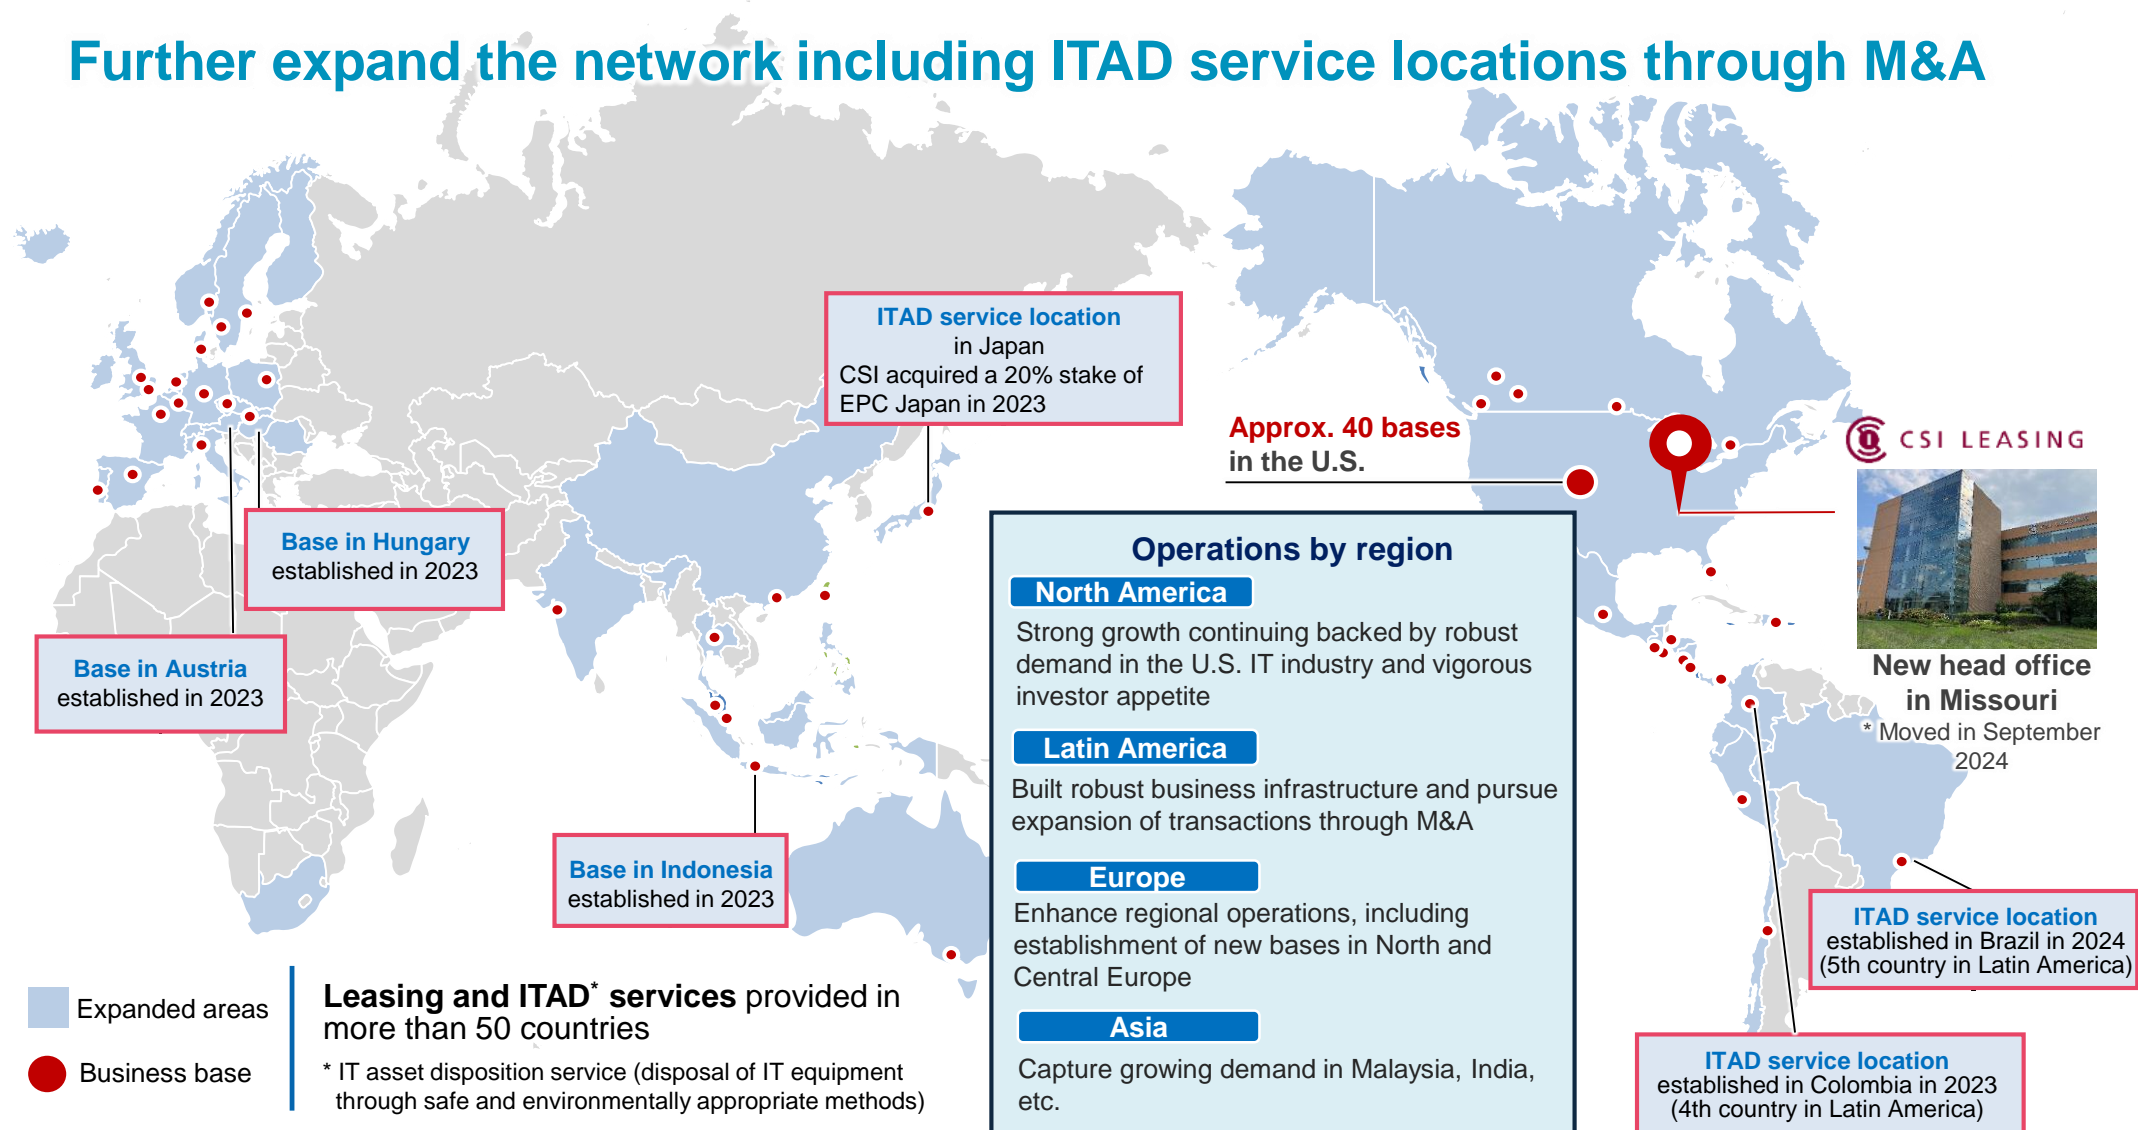 Further expand the network including ITAD service locations through M&A
ITAD service location
in Japan
CSI acquired a 20% stake of
EPC Japan in 2023
Approx. 40 bases
in the U.S.
CSI LEASING
New head office
in Missouri
* Moved in September
2024
Base in Hungary
established in 2023
Base in Austria
established in 2023
Base in Indonesia
established in 2023
Operations by region
North America
Strong growth continuing backed by robust
demand in the U.S. IT industry and vigorous
investor appetite
Latin America
Built robust business infrastructure and pursue
expansion of transactions through M&A
Europe
Enhance regional operations, including
establishment of new bases in North and
Central Europe
Asia
Capture growing demand in Malaysia, India,
etc.
ITAD service location
established in Brazil in 2024
(5th country in Latin America)
ITAD service location
established in Colombia in 2023
(4th country in Latin America)
Expanded areas
Business base
Leasing and ITAD* services provided in
more than 50 countries
* IT asset disposition service (disposal of IT equipment
through safe and environmentally appropriate methods)